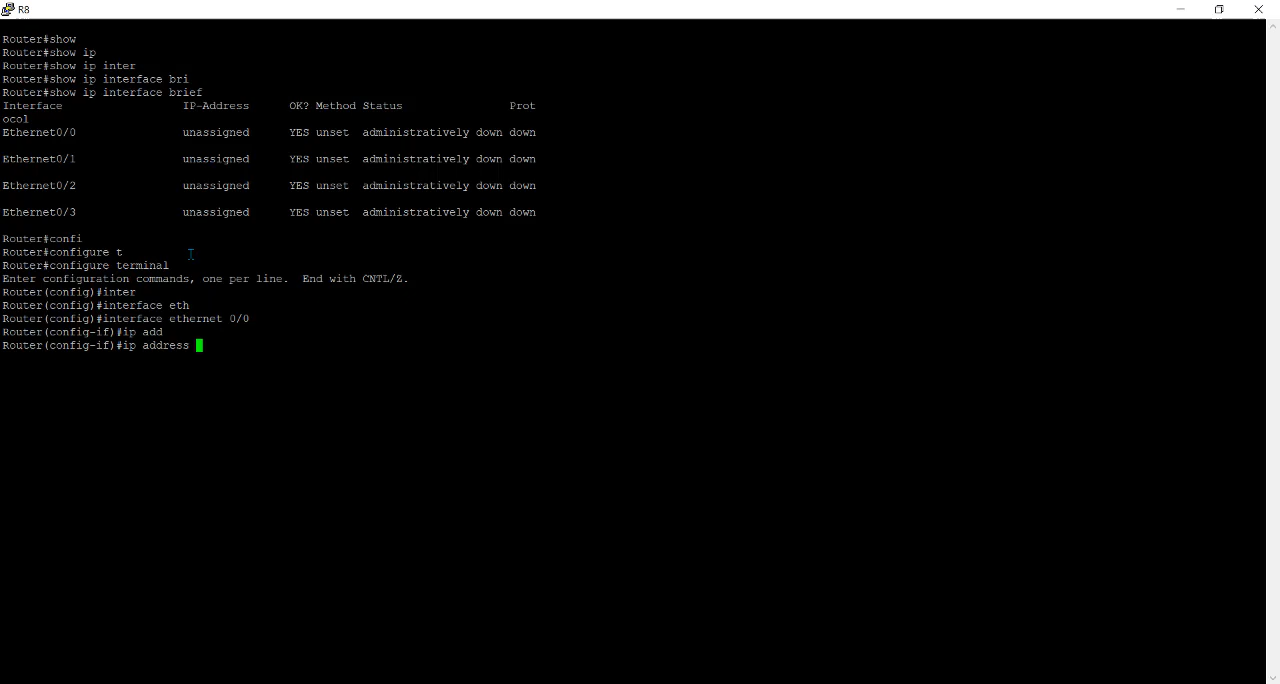 R8
Router#show
Router#show ip
Router#show ip inter
Router#show ip interface bri
Router#show ip interface brief
Interface                  IP-Address      OK? Method Status                Prot
ocol
Ethernet0/0                unassigned      YES unset  administratively down down
Ethernet0/1                unassigned      YES unset  administratively down down
Ethernet0/2                unassigned      YES unset  administratively down down
Ethernet0/3                unassigned      YES unset  administratively down down
Router#confi
Router#configure t
Router#configure terminal
Enter configuration commands, one per line.  End with CNTL/Z.
Router(config)#inter
Router(config)#interface eth
Router(config)#interface ethernet 0/0
Router(config-if)#ip add
Router(config-if)#ip address